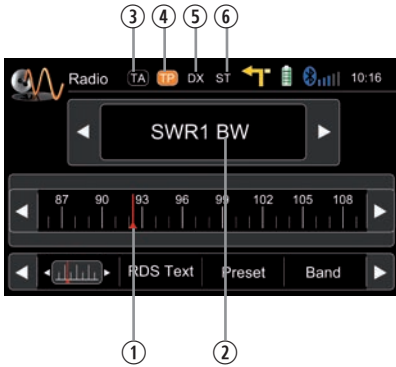 ③ ④ ⑤ ⑥
Radio TA TP DX ST 10:16
SWR1 BW
87 90 93 96 99 102 105 108
RDS Text Preset Band
① ②